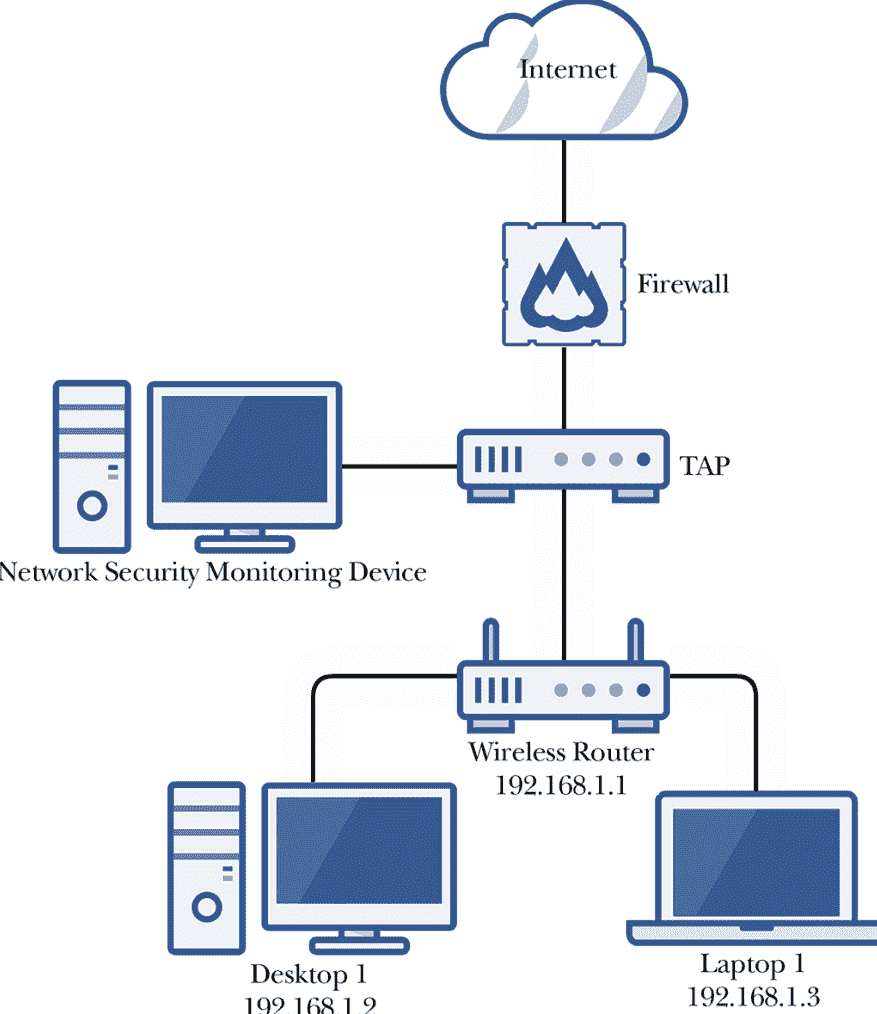 Internet
Firewall
TAP
Network Security Monitoring Device
Wireless Router
192.168.1.1
Desktop 1
192.168.1.2
Laptop 1
192.168.1.3